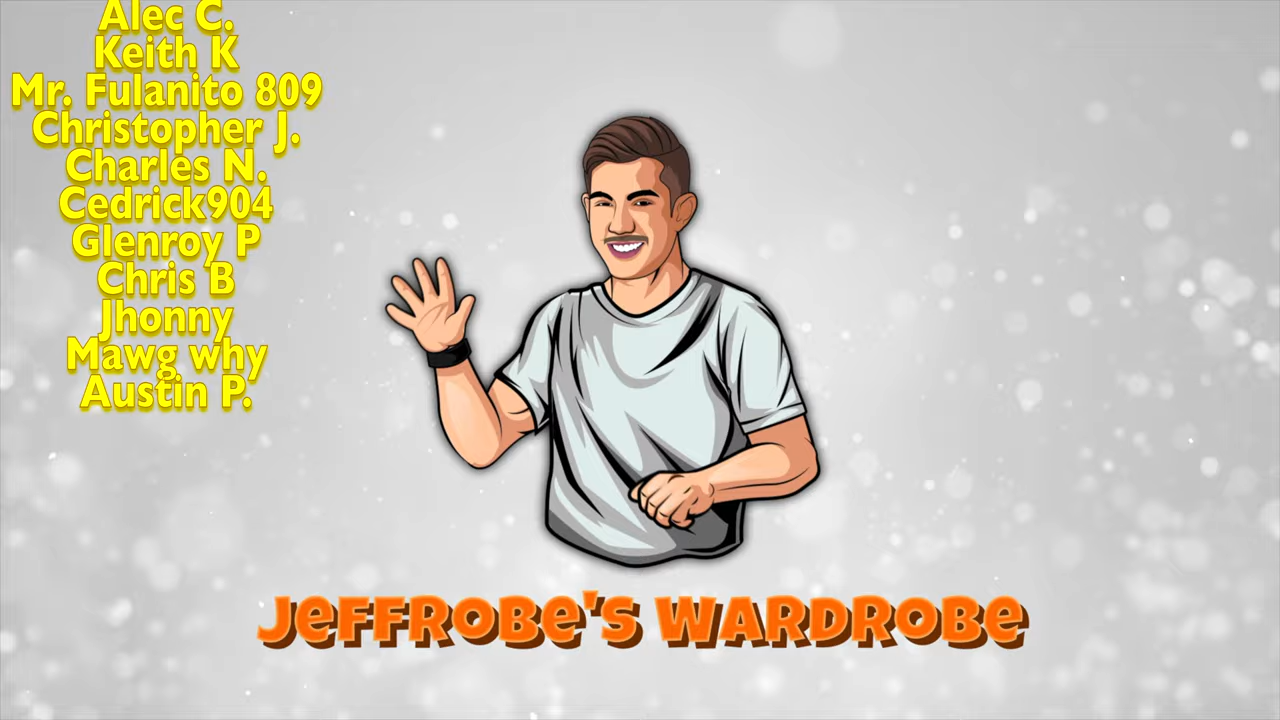 Alec C.
Keith K
Mr. Fulanito 809
Christopher J.
Charles N.
Cedrick904
Glenroy P
Chris B
Jhonny
Mawg why
Austin P.
Jeffrobe's Wardrobe